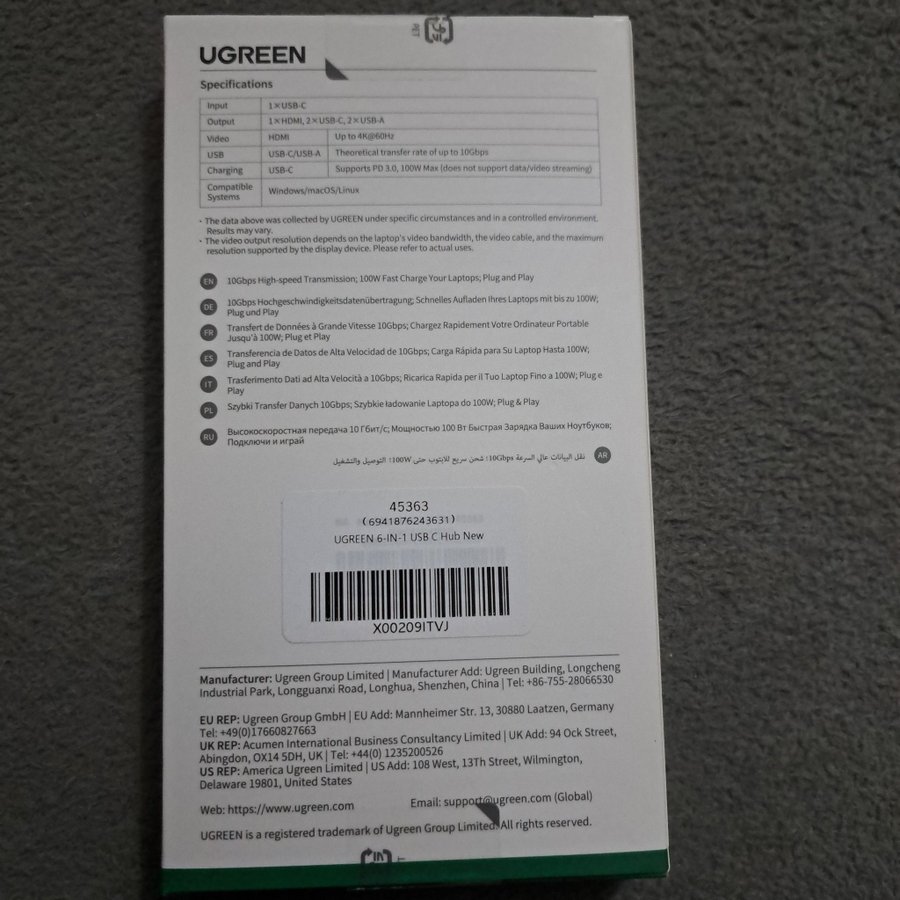 PET
UGREEN
Specifications
Input 1×USB-C
Output 1×HDMI, 2×USB-C, 2×USB-A
Video HDMI Up to 4K@60Hz
USB USB-C/USB-A Theoretical transfer rate of up to 10Gbps
Charging USB-C Supports PD 3.0, 100W Max (does not support data/video streaming)
Compatible
Systems Windows/macOS/Linux
· The data above was collected by UGREEN under specific circumstances and in a controlled environment.
Results may vary.
· The video output resolution depends on the laptop's video bandwidth, the video cable, and the maximum
resolution supported by the display device. Please refer to actual uses.
EN 10Gbps High-speed Transmission; 100W Fast Charge Your Laptops; Plug and Play
DE 10Gbps Hochgeschwindigkeitsdatenübertragung; Schnelles Aufladen Ihres Laptops mit bis zu 100W;
Plug und Play
FR Transfert de Données à Grande Vitesse 10Gbps; Chargez Rapidement Votre Ordinateur Portable
Jusqu'à 100W; Plug et Play
ES Transferencia de Datos de Alta Velocidad de 10Gbps; Carga Rápida para Su Laptop Hasta 100W;
Plug and Play
IT Trasferimento Dati ad Alta Velocità a 10Gbps; Ricarica Rapida per il Tuo Laptop Fino a 100W; Plug e
Play
PL Szybki Transfer Danych 10Gbps; Szybkie ładowanie Laptopa do 100W; Plug & Play
RU Высокоскоростная передача 10 Гбит/с; Мощностью 100 Вт Быстрая Зарядка Ваших Ноутбуков;
Подключи и играй
AR نقل البيانات عالي السرعة 10Gbps؛ شحن سريع للابتوب حتى 100W؛ التوصيل والتشغيل
45363
(6941876243631)
UGREEN 6-IN-1 USB C Hub New
X00209ITVJ
Manufacturer: Ugreen Group Limited | Manufacturer Add: Ugreen Building, Longcheng
Industrial Park, Longguanxi Road, Longhua, Shenzhen, China | Tel: +86-755-28066530
EU REP: Ugreen Group GmbH | EU Add: Mannheimer Str. 13, 30880 Laatzen, Germany
Tel: +49(0)17660827663
UK REP: Acumen International Business Consultancy Limited | UK Add: 94 Ock Street,
Abingdon, OX14 5DH, UK | Tel: +44(0) 1235200526
US REP: America Ugreen Limited | US Add: 108 West, 13Th Street, Wilmington,
Delaware 19801, United States
Web: https://www.ugreen.com Email: support@ugreen.com (Global)
UGREEN is a registered trademark of Ugreen Group Limited. All rights reserved.